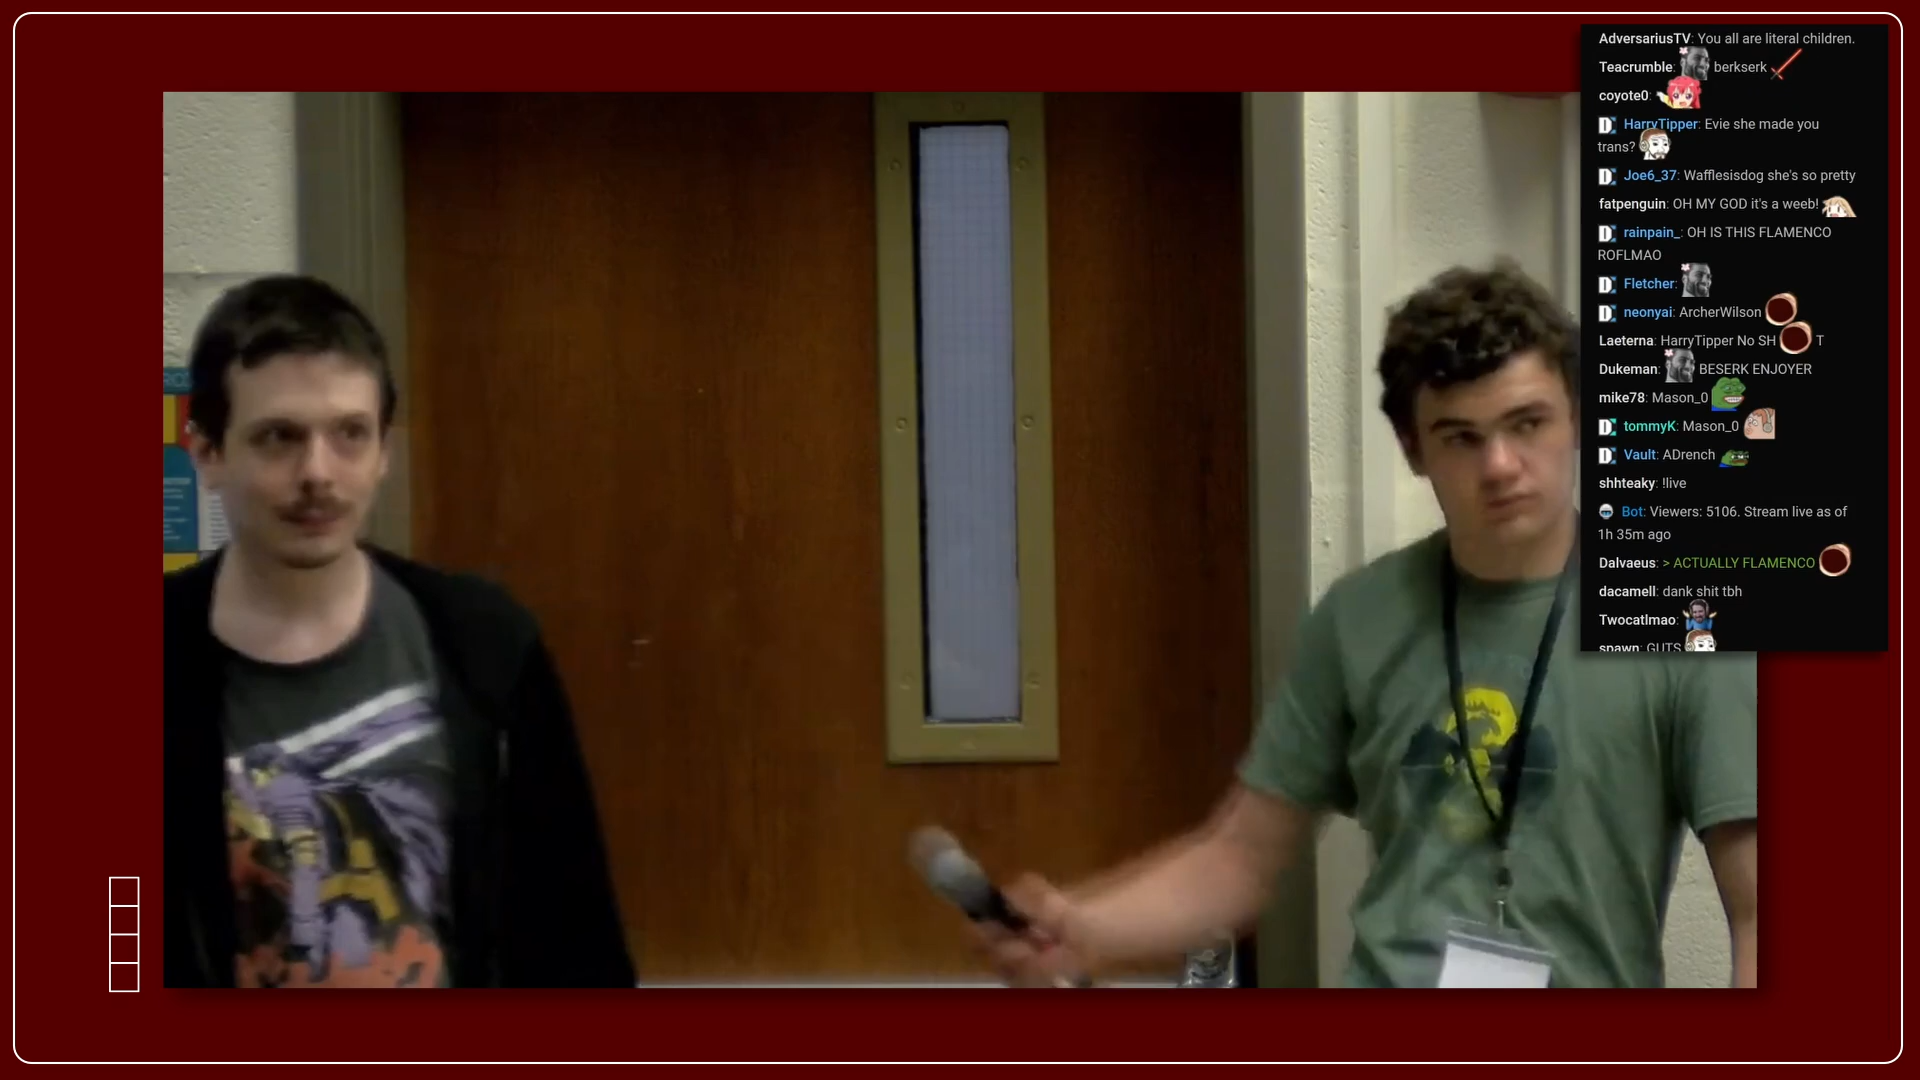 AdversariusTV: You all are literal children.
Teacrumble: berkserk
coyote0:
HarryTipper: Evie she made you
trans?
Joe6_37: Wafflesisdog she's so pretty
fatpenguin: OH MY GOD it's a weeb!
rainpain_: OH IS THIS FLAMENCO
ROFLMAO
Fletcher:
neonyai: ArcherWilson
Laeterna: HarryTipper No SH T
Dukeman: BESERK ENJOYER
mike78: Mason_0
tommyK: Mason_0
Vault: ADrench
shhteaky: !live
Bot: Viewers: 5106. Stream live as of
1h 35m ago
Dalvaeus: > ACTUALLY FLAMENCO
dacamell: dank shit tbh
Twocatlmao:
spawn: GUTS